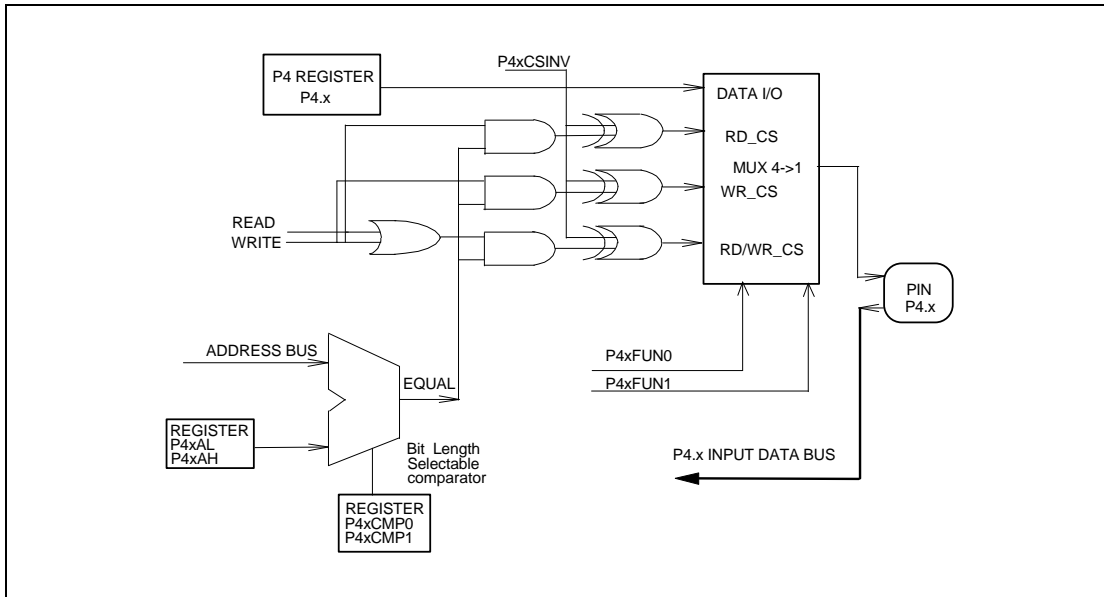 P4xCSINV
P4 REGISTER
P4.x
DATA I/O
RD_CS
MUX 4->1
WR_CS
READ
WRITE
RD/WR_CS
PIN
P4.x
ADDRESS BUS
P4xFUN0
EQUAL
P4xFUN1
REGISTER
P4xAL
P4xAH
Bit Length
Selectable
comparator
P4.x INPUT DATA BUS
REGISTER
P4xCMP0
P4xCMP1